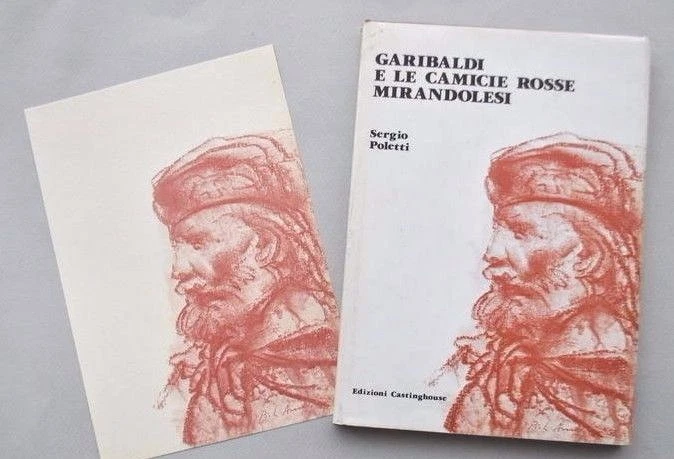 GARIBALDI
E LE CAMICIE ROSSE
MIRANDOLESI
Sergio
Poletti
Edizioni Castinghouse